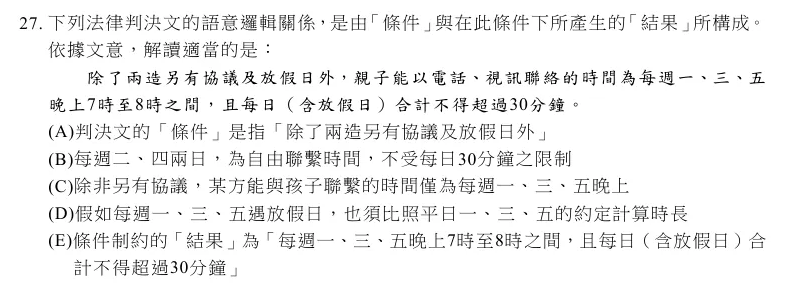 27. 下列法律判決文的語意邏輯關係，是由「條件」與在此條件下所產生的「結果」所構成。
依據文意，解讀適當的是：
除了兩造另有協議及放假日外，親子能以電話、視訊聯絡的時間為每週一、三、五
晚上7時至8時之間，且每日（含放假日）合計不得超過30分鐘。
(A)判決文的「條件」是指「除了兩造另有協議及放假日外」
(B)每週二、四兩日，為自由聯繫時間，不受每日30分鐘之限制
(C)除非另有協議，某方能與孩子聯繫的時間僅為每週一、三、五晚上
(D)假如每週一、三、五遇放假日，也須比照平日一、三、五的約定計算時長
(E)條件制約的「結果」為「每週一、三、五晚上7時至8時之間，且每日（含放假日）合
計不得超過30分鐘」